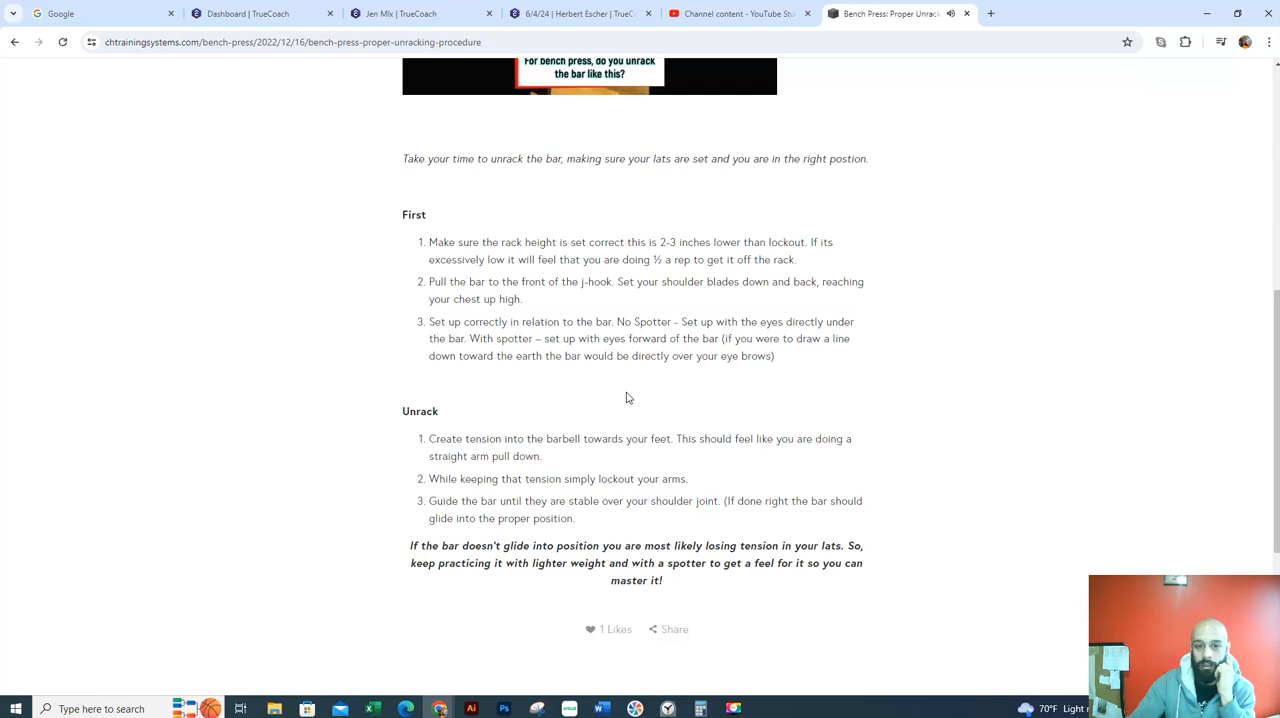 Google
Dashboard | TrueCoach
Jen Mlx | TrueCoach
6/4/24 | Herbert Escher | TrueCo
Channel content - YouTube Stu
Bench Press: Proper Unrack
chtrainingsystems.com/bench-press/2022/12/16/bench-press-proper-unracking-procedure
For bench press, do you unrack
the bar like this?
Take your time to unrack the bar, making sure your lats are set and you are in the right postion.
First
1. Make sure the rack height is set correct this is 2-3 inches lower than lockout. If its
excessively low it will feel that you are doing ½ a rep to get it off the rack.
2. Pull the bar to the front of the j-hook. Set your shoulder blades down and back, reaching
your chest up high.
3. Set up correctly in relation to the bar. No Spotter - Set up with the eyes directly under
the bar. With spotter – set up with eyes forward of the bar (if you were to draw a line
down toward the earth the bar would be directly over your eye brows)
Unrack
1. Create tension into the barbell towards your feet. This should feel like you are doing a
straight arm pull down.
2. While keeping that tension simply lockout your arms.
3. Guide the bar until they are stable over your shoulder joint. (If done right the bar should
glide into the proper position.
If the bar doesn't glide into position you are most likely losing tension in your lats. So,
keep practicing it with lighter weight and with a spotter to get a feel for it so you can
master it!
1 Likes
Share
Type here to search
70°F Light